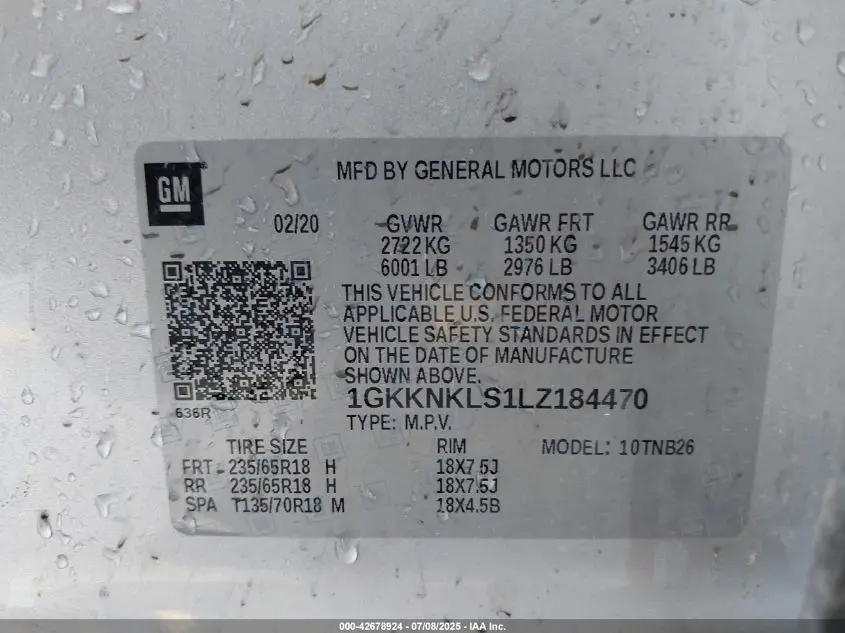 GM
MFD BY GENERAL MOTORS LLC
02/20 GVWR GAWR FRT GAWR RR
2722 KG 1350 KG 1545 KG
6001 LB 2976 LB 3406 LB
THIS VEHICLE CONFORMS TO ALL
APPLICABLE U.S. FEDERAL MOTOR
VEHICLE SAFETY STANDARDS IN EFFECT
ON THE DATE OF MANUFACTURE
SHOWN ABOVE.
1GKKNKLS1LZ184470
636R
TYPE: M.P.V.
TIRE SIZE RIM MODEL: 10TNB26
FRT 235/65R18 H 18X7.5J
RR 235/65R18 H 18X7.5J
SPA T135/70R18 M 18X4.5B
000-42678924 - 07/08/2025 - IAA Inc.